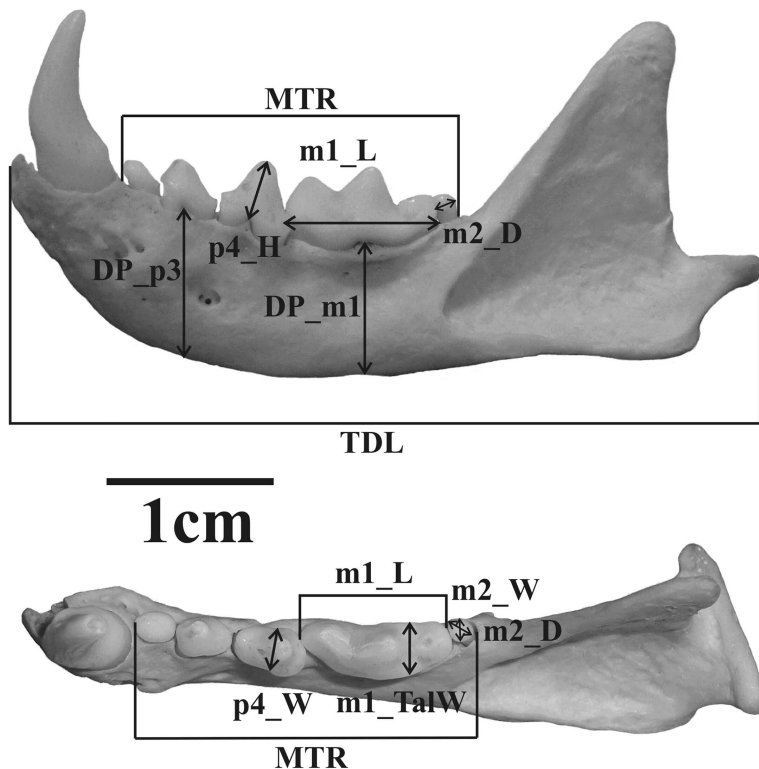 MTR
m1_L
p4_H
m2_D
DP_p3
DP_m1
TDL
1cm
m1_L
m2_W
m2_D
p4_W
m1_TalW
MTR